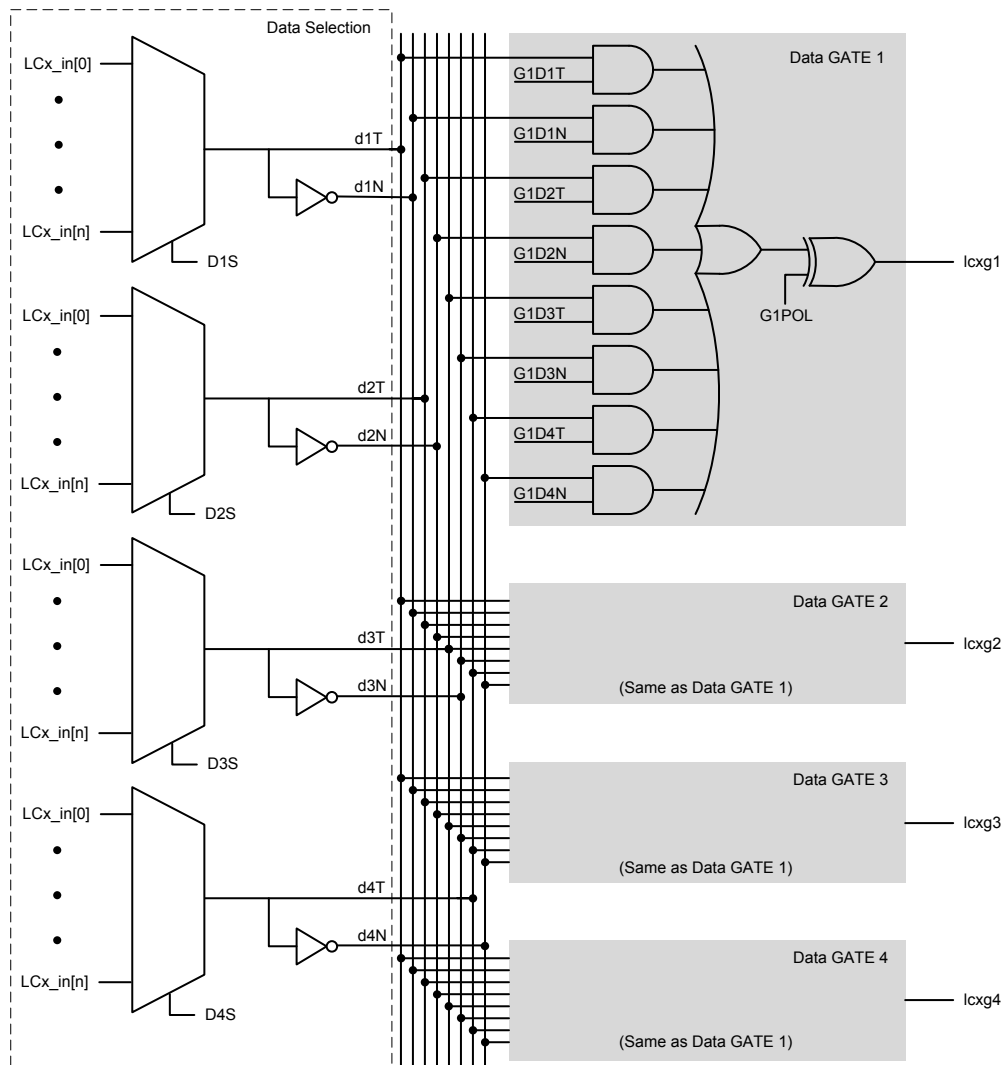 Data Selection
LCx_in[0]
LCx_in[n]
D1S
d1T
d1N
LCx_in[0]
LCx_in[n]
D2S
d2T
d2N
LCx_in[0]
LCx_in[n]
D3S
d3T
d3N
LCx_in[0]
LCx_in[n]
D4S
d4T
d4N
Data GATE 1
G1D1T
G1D1N
G1D2T
G1D2N
G1D3T
G1D3N
G1D4T
G1D4N
G1POL
lcxg1
Data GATE 2
(Same as Data GATE 1)
lcxg2
Data GATE 3
(Same as Data GATE 1)
lcxg3
Data GATE 4
(Same as Data GATE 1)
lcxg4